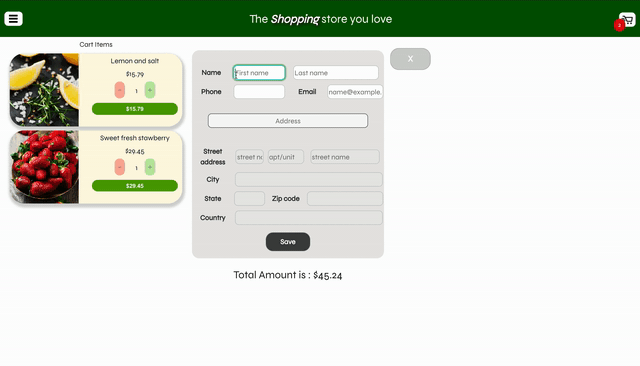 The Shopping store you love
2
Cart Items
Lemon and salt
$15.79
- 1 +
$15.79
Sweet fresh stawberry
$29.45
- 1 +
$29.45
X
Name First name Last name
Phone Email name@example.
Address
Street address street no apt/unit street name
City
State Zip code
Country
Save
Total Amount is : $45.24